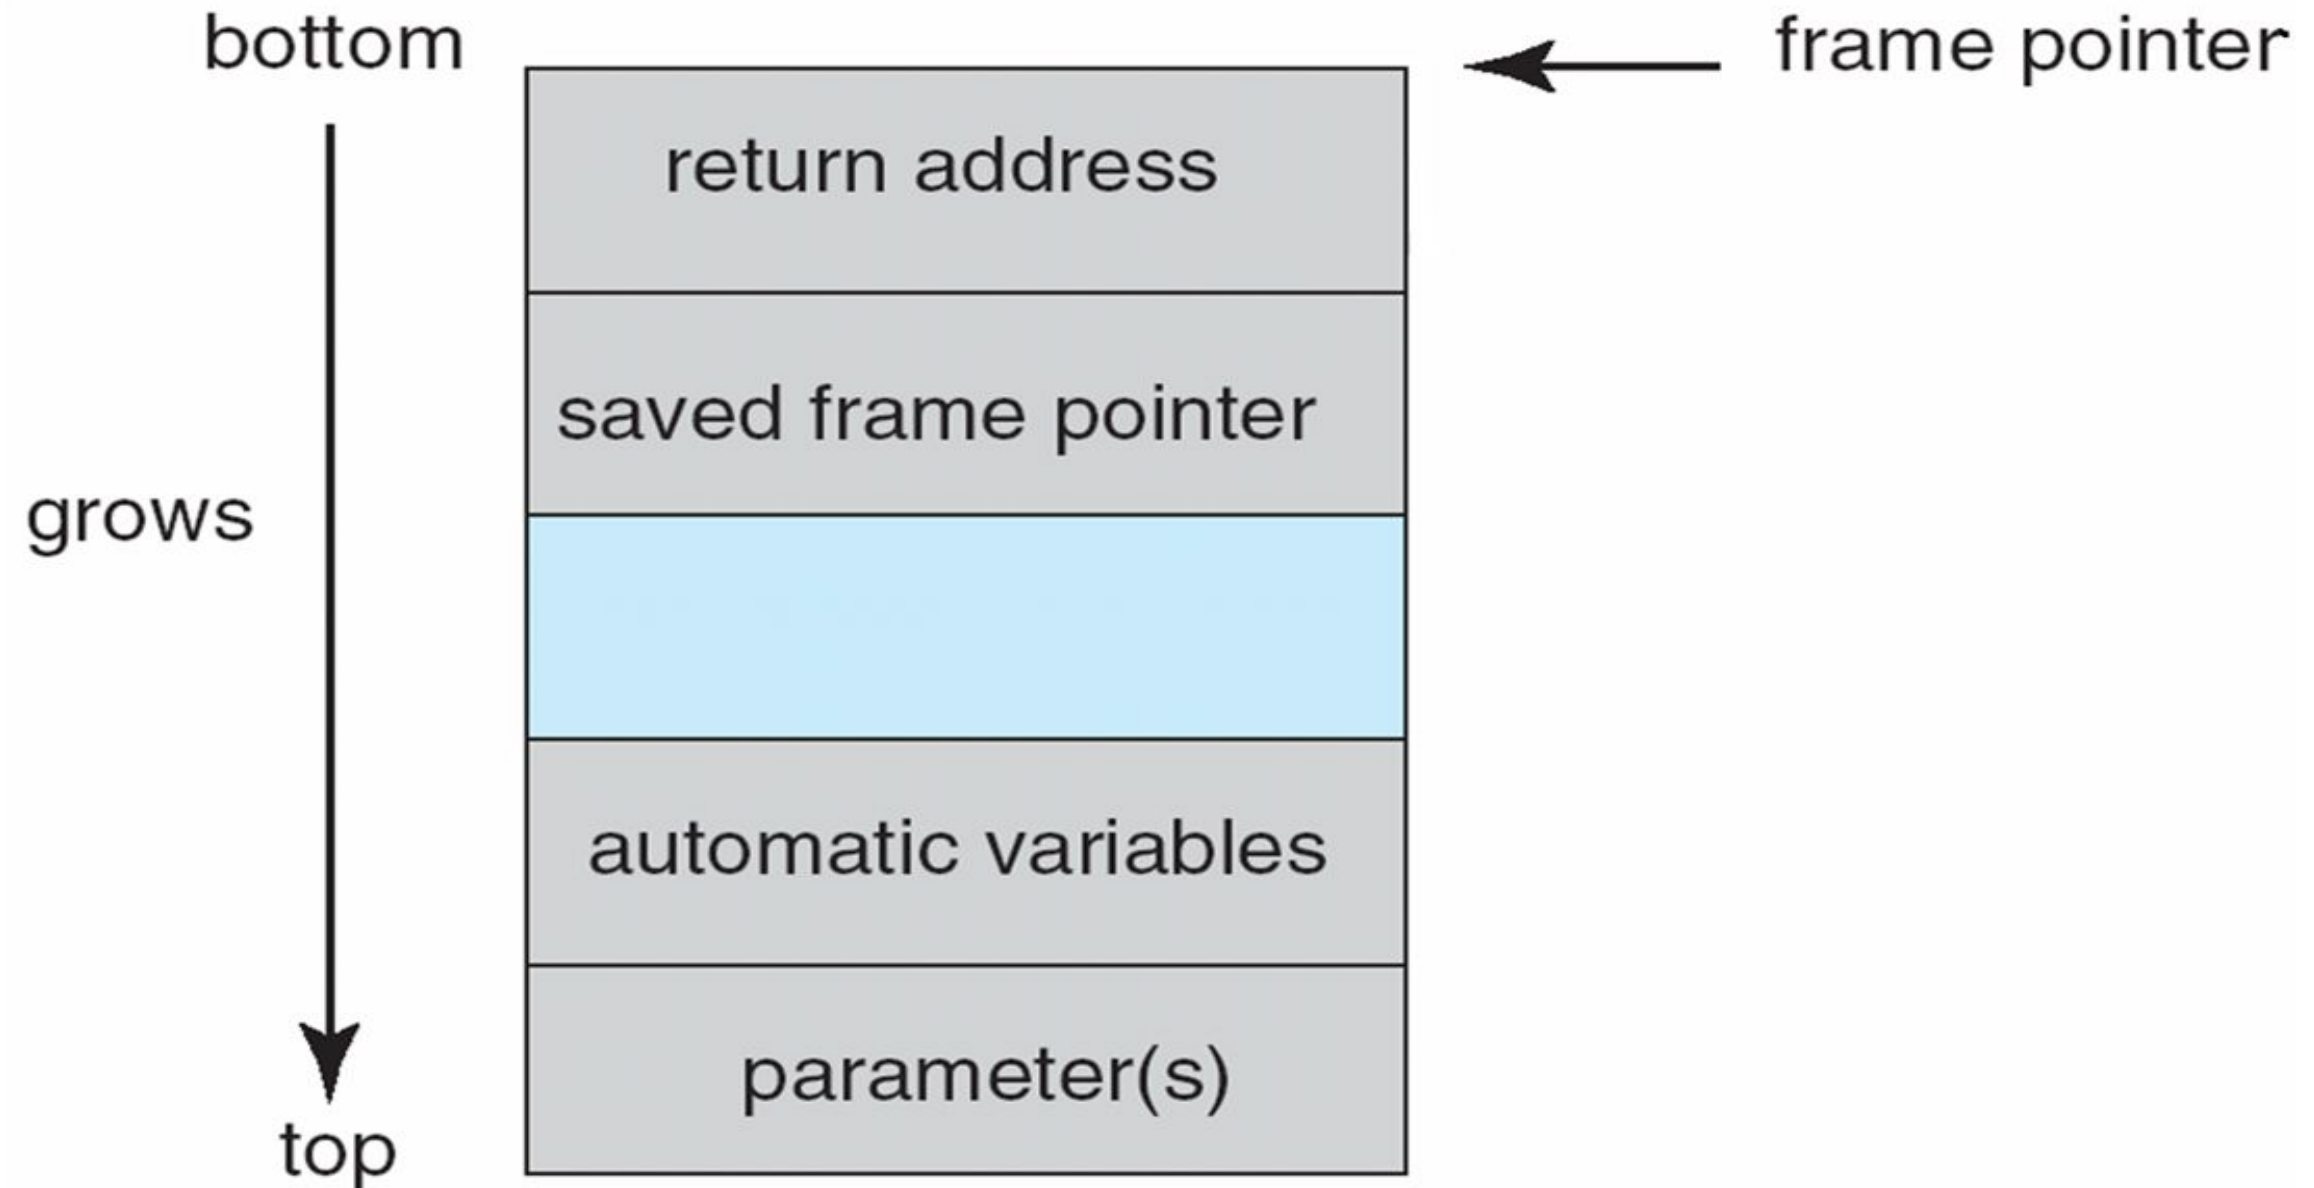 bottom
frame pointer
return address
saved frame pointer
grows
automatic variables
parameter(s)
top